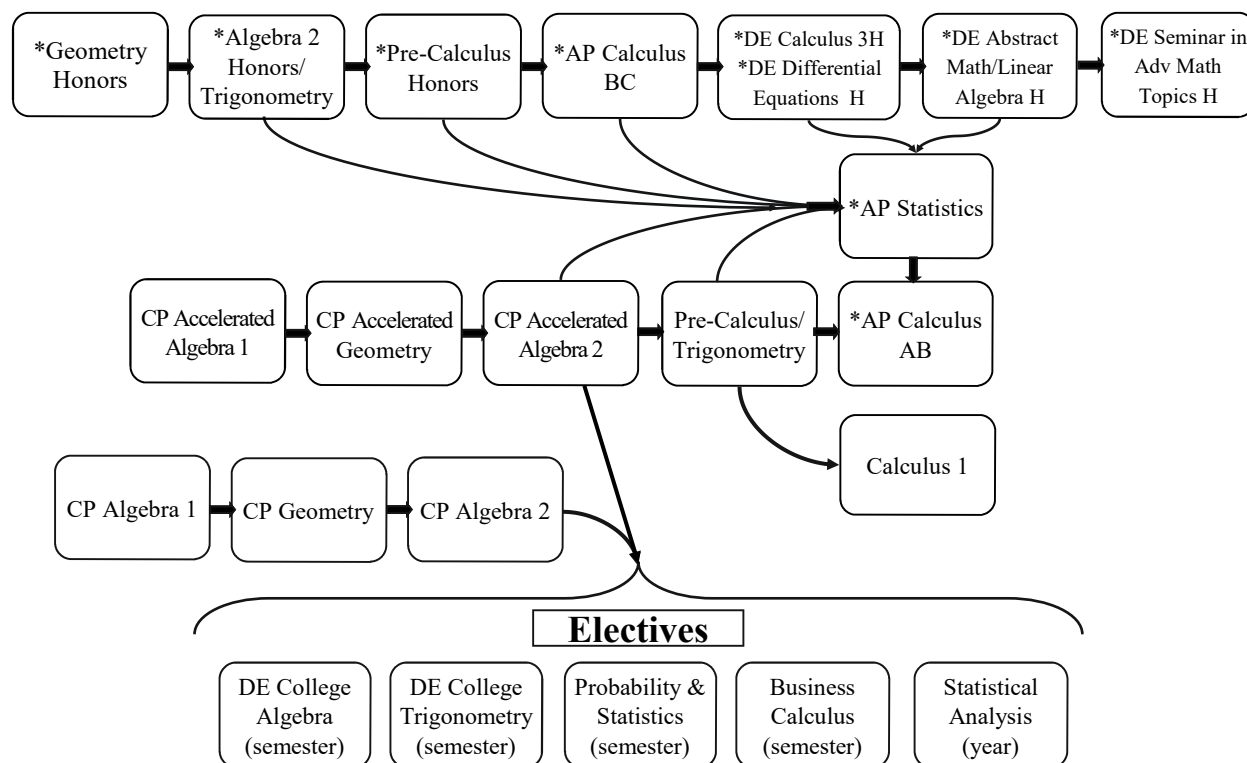 *Geometry
Honors
*Algebra 2
Honors/
Trigonometry
*Pre-Calculus
Honors
*AP Calculus
BC
*DE Calculus 3H
*DE Differential
Equations H
*DE Abstract
Math/Linear
Algebra H
*DE Seminar in
Adv Math
Topics H
*AP Statistics
CP Accelerated
Algebra 1
CP Accelerated
Geometry
CP Accelerated
Algebra 2
Pre-Calculus/
Trigonometry
*AP Calculus
AB
Calculus 1
CP Algebra 1
CP Geometry
CP Algebra 2
Electives
DE College
Algebra
(semester)
DE College
Trigonometry
(semester)
Probability &
Statistics
(semester)
Business
Calculus
(semester)
Statistical
Analysis
(year)